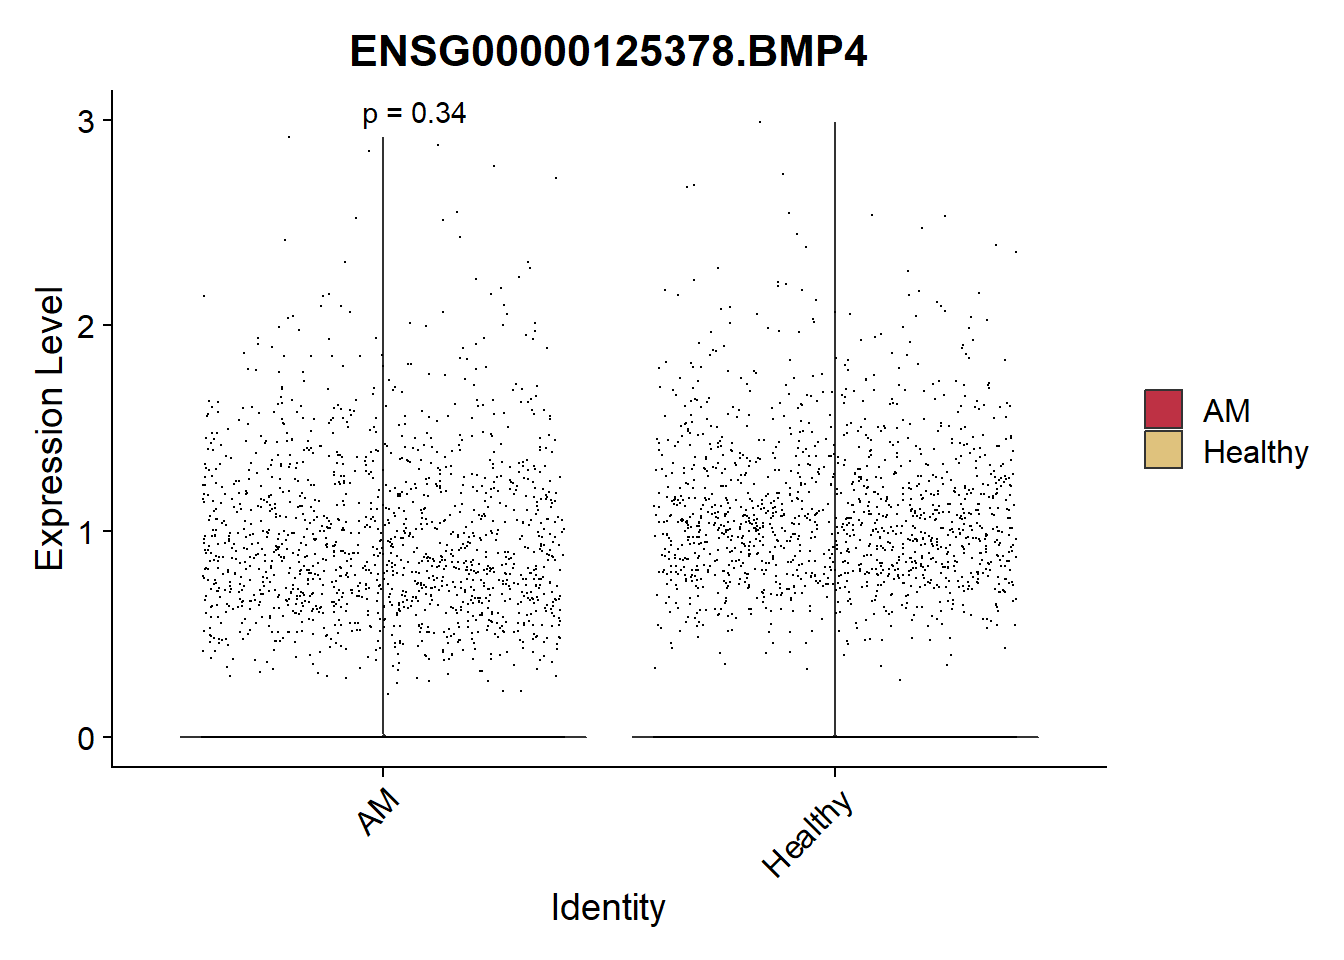 ENSG00000125378.BMP4
p = 0.34
3
2
1
0
Expression Level
AM
Healthy
Identity
AM
Healthy